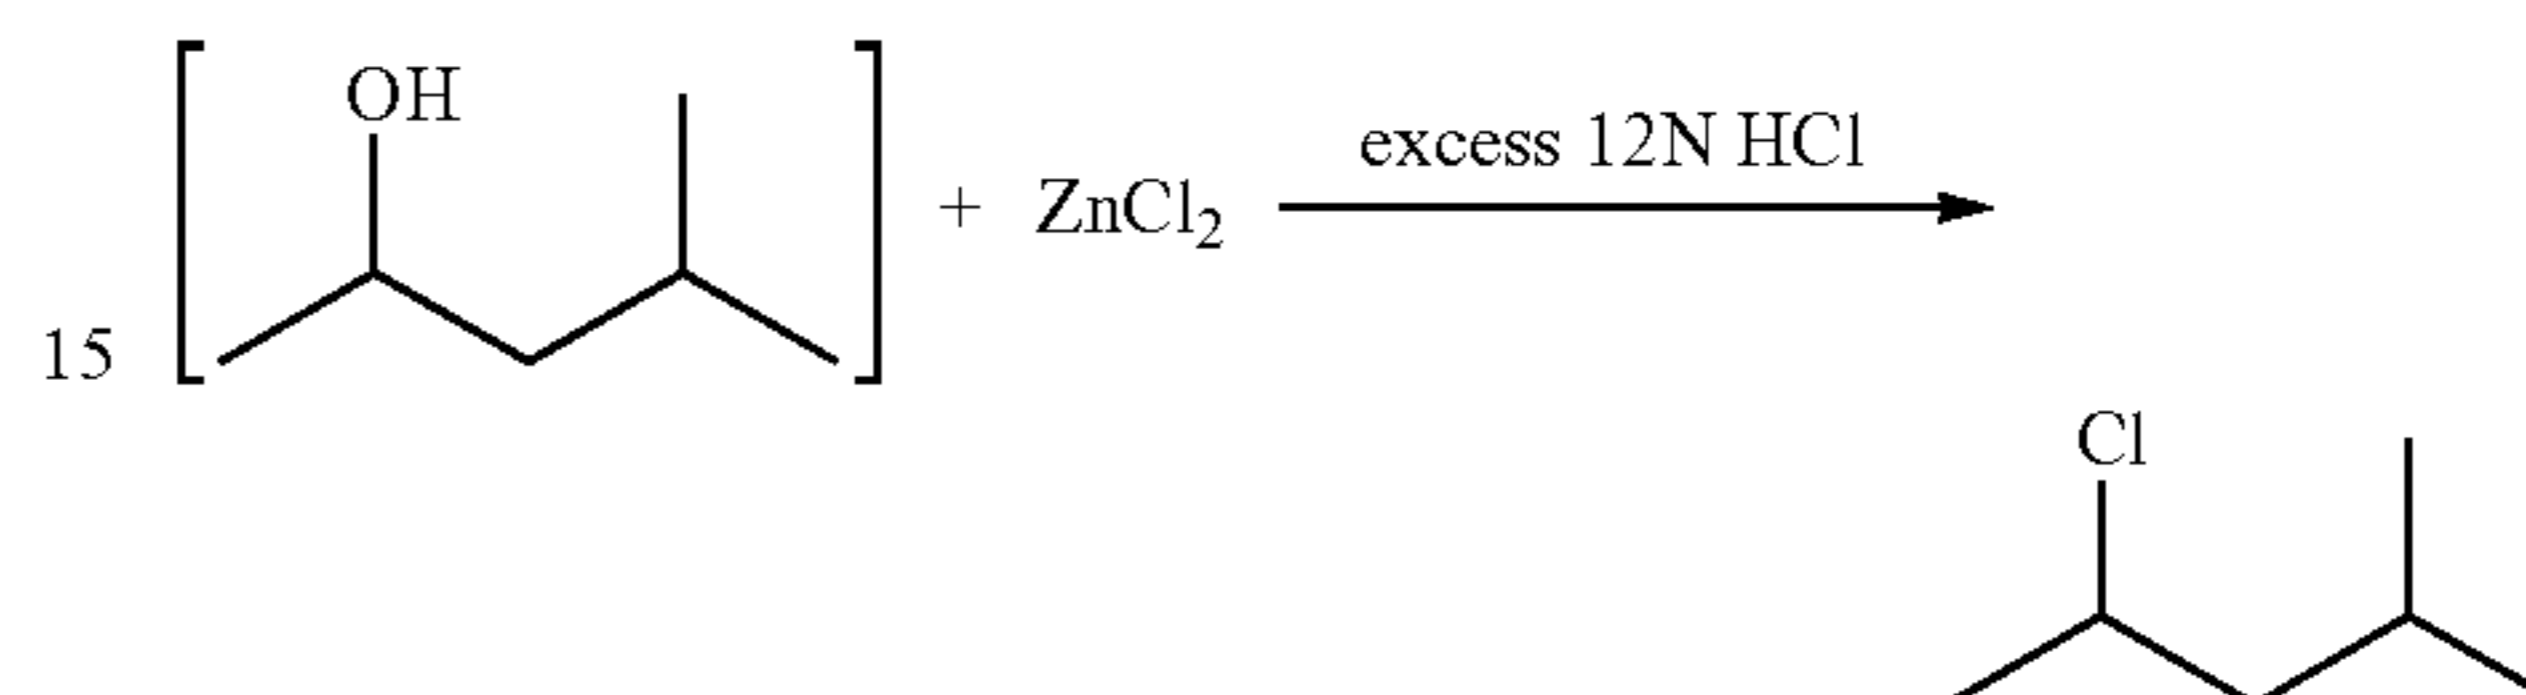 OH
excess 12N HCl
+ ZnCl₂
15
Cl